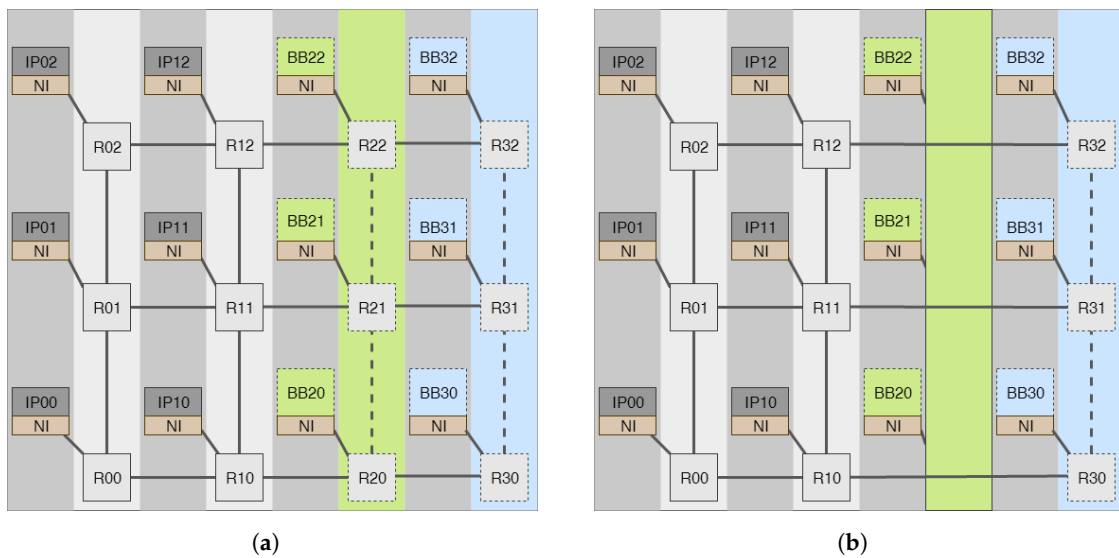 IP02 IP12 BB22 BB32
NI NI NI NI
R02 R12 R22 R32
IP01 IP11 BB21 BB31
NI NI NI NI
R01 R11 R21 R31
IP00 IP10 BB20 BB30
NI NI NI NI
R00 R10 R20 R30
(a)
IP02 IP12 BB22 BB32
NI NI NI NI
R02 R12 R32
IP01 IP11 BB21 BB31
NI NI NI NI
R01 R11 R31
IP00 IP10 BB20 BB30
NI NI NI NI
R00 R10 R30
(b)